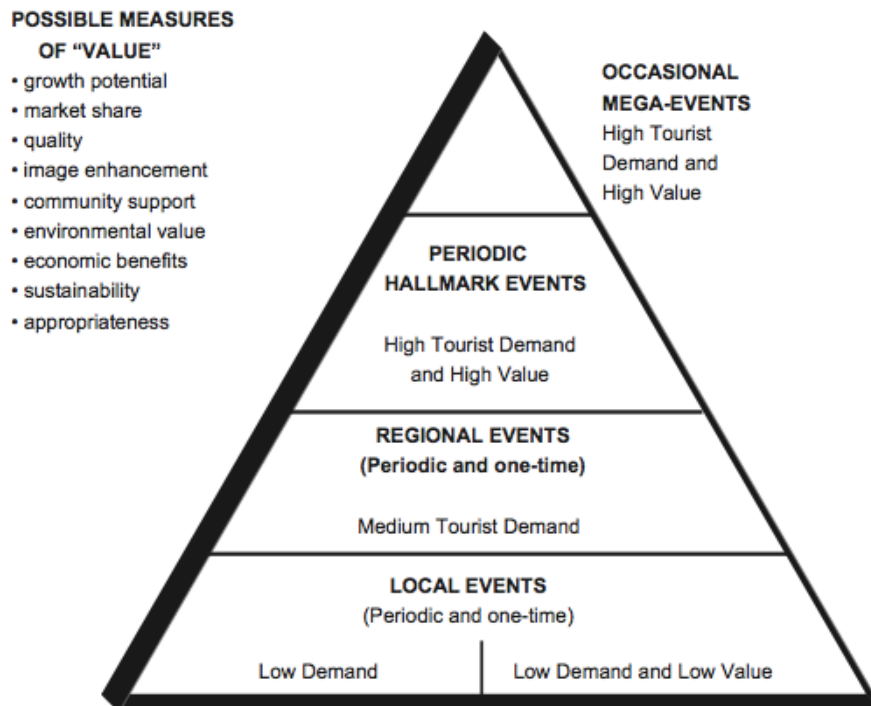 POSSIBLE MEASURES
OF “VALUE”
• growth potential
• market share
• quality
• image enhancement
• community support
• environmental value
• economic benefits
• sustainability
• appropriateness
OCCASIONAL
MEGA-EVENTS
High Tourist
Demand and
High Value
PERIODIC
HALLMARK EVENTS
High Tourist Demand
and High Value
REGIONAL EVENTS
(Periodic and one-time)
Medium Tourist Demand
LOCAL EVENTS
(Periodic and one-time)
Low Demand
Low Demand and Low Value